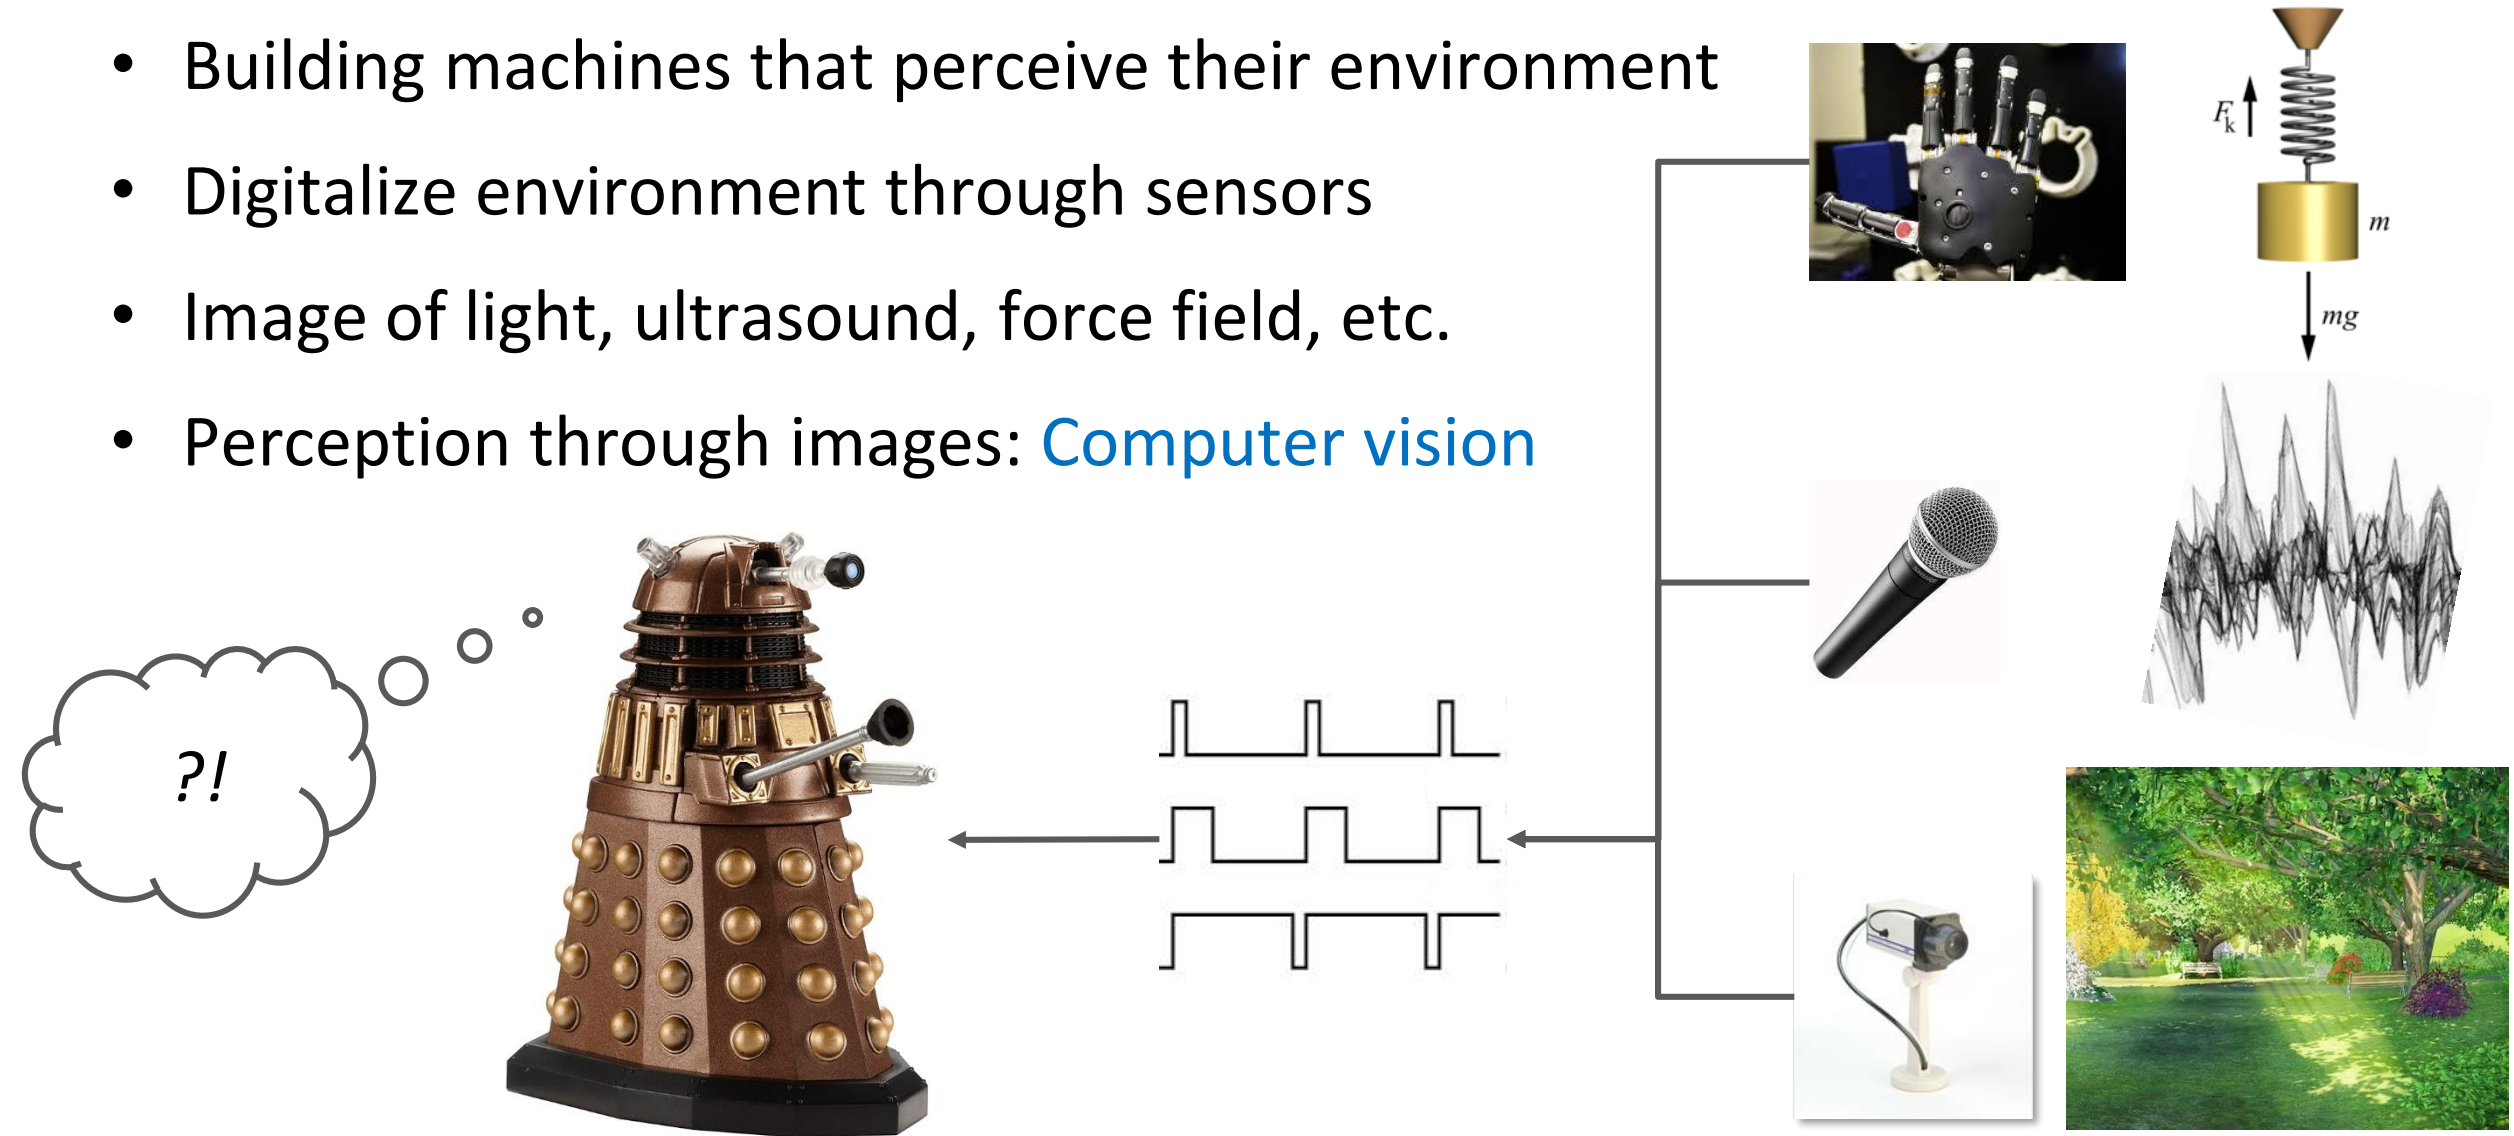 • Building machines that perceive their environment
• Digitalize environment through sensors
• Image of light, ultrasound, force field, etc.
• Perception through images: Computer vision
F_k
m
mg
?!